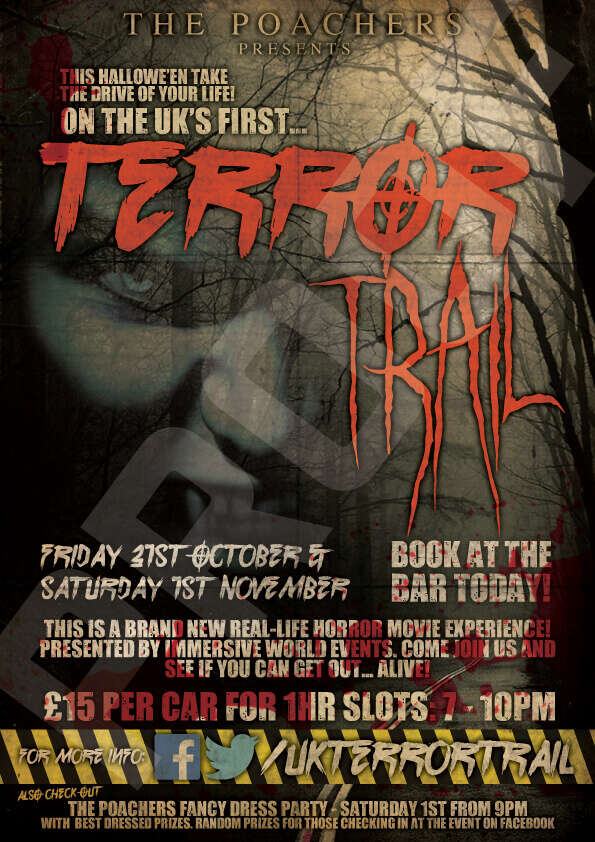 THE POACHERS
PRESENTS
THIS HALLOWE'EN TAKE
THE DRIVE OF YOUR LIFE!
ON THE UK'S FIRST...
TERROR
TRAIL
FRIDAY 31ST OCTOBER &
SATURDAY 1ST NOVEMBER
BOOK AT THE
BAR TODAY!
THIS IS A BRAND NEW REAL-LIFE HORROR MOVIE EXPERIENCE!
PRESENTED BY IMMERSIVE WORLD EVENTS. COME JOIN US AND
SEE IF YOU CAN GET OUT... ALIVE!
£15 PER CAR FOR 1HR SLOTS: 7 - 10PM
FOR MORE INFO: f /UKTERRORTRAIL
ALSO CHECK OUT
THE POACHERS FANCY DRESS PARTY - SATURDAY 1ST FROM 9PM
WITH BEST DRESSED PRIZES. RANDOM PRIZES FOR THOSE CHECKING IN AT THE EVENT ON FACEBOOK